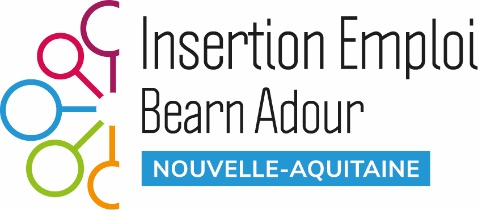 Insertion Emploi
Bearn Adour
NOUVELLE-AQUITAINE